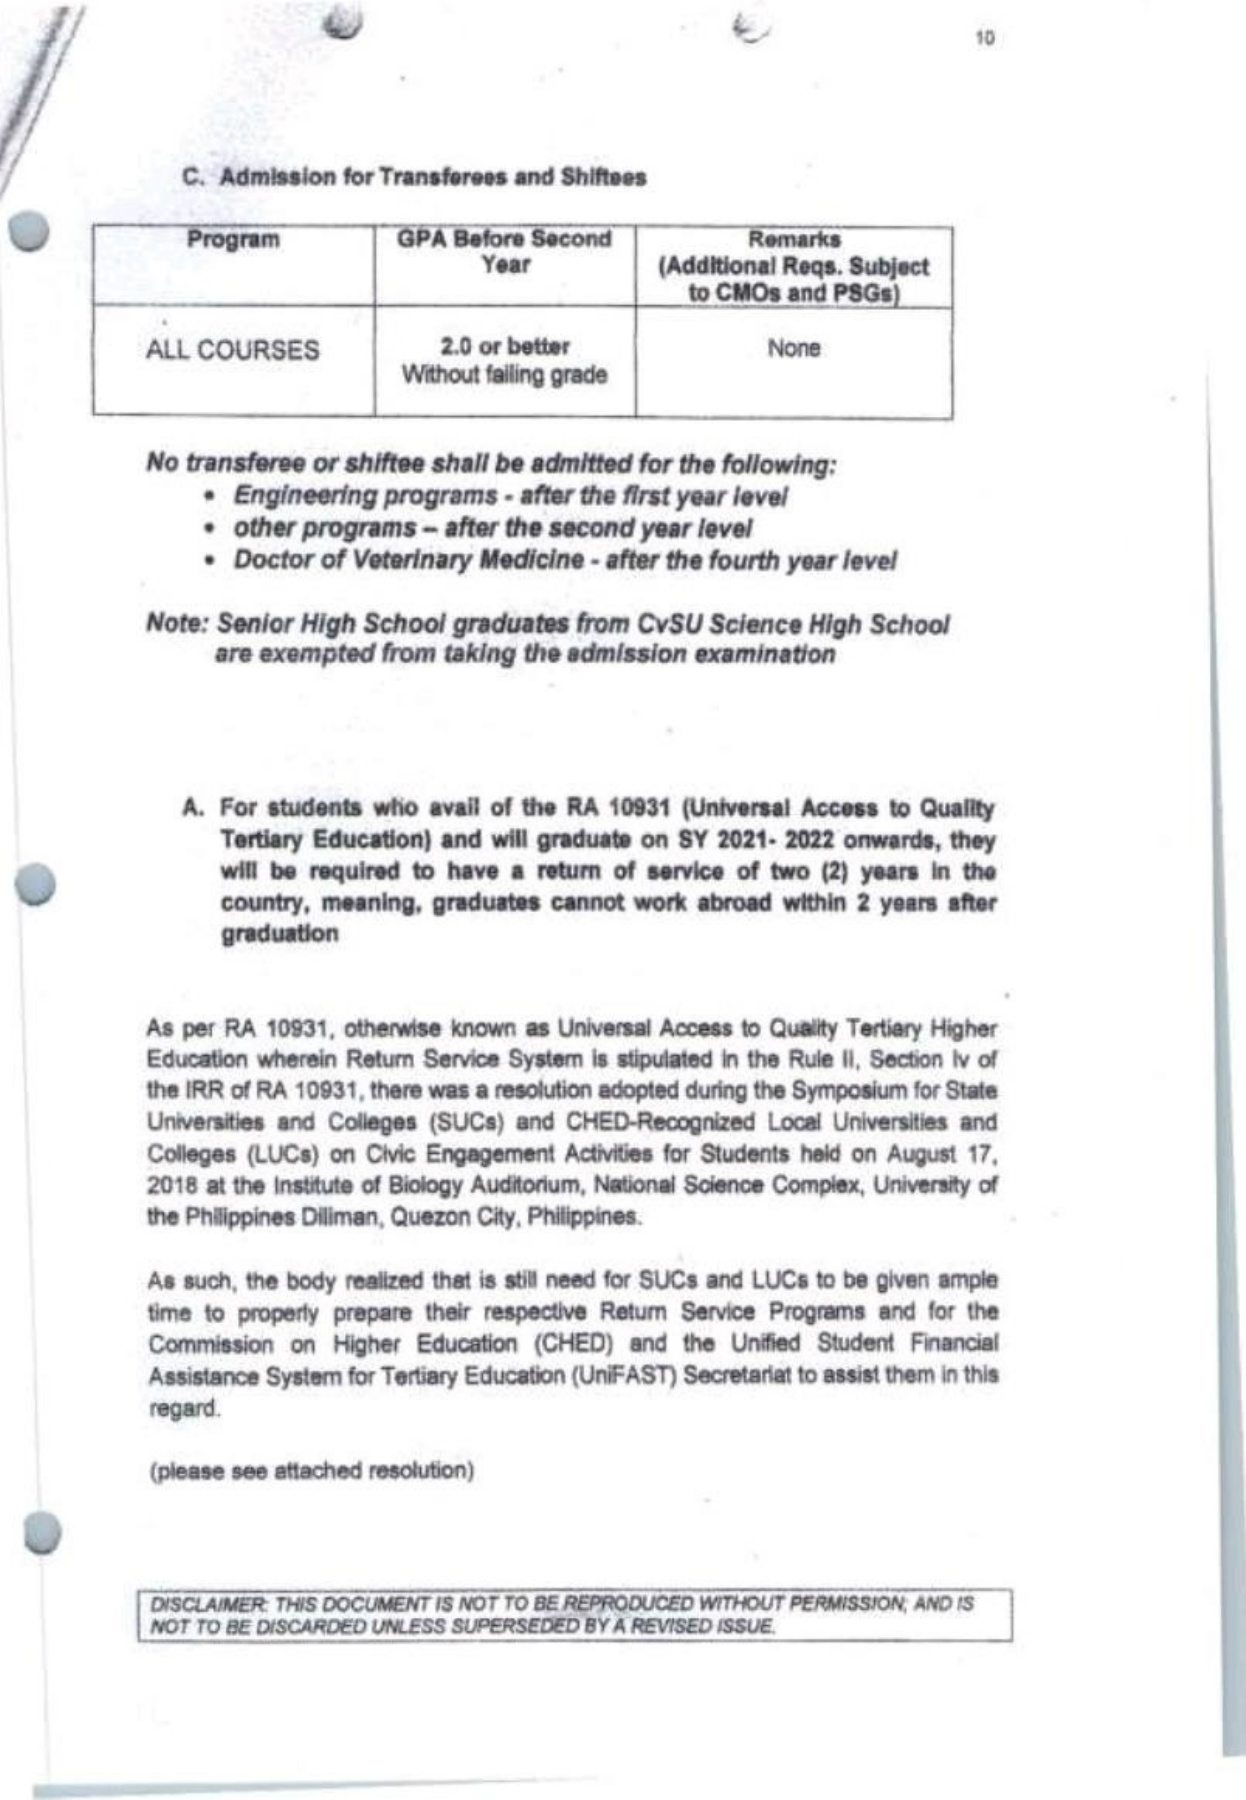 10
C. Admission for Transferees and Shiftees
Program
GPA Before Second
Year
Remarks
(Additional Reqs. Subject
to CMOs and PSGs)
ALL COURSES
2.0 or better
Without failing grade
None
No transferee or shiftee shall be admitted for the following:
• Engineering programs - after the first year level
• other programs – after the second year level
• Doctor of Veterinary Medicine - after the fourth year level
Note: Senior High School graduates from CvSU Science High School
are exempted from taking the admission examination
A. For students who avail of the RA 10931 (Universal Access to Quality
Tertiary Education) and will graduate on SY 2021- 2022 onwards, they
will be required to have a return of service of two (2) years in the
country, meaning, graduates cannot work abroad within 2 years after
graduation
As per RA 10931, otherwise known as Universal Access to Quality Tertiary Higher
Education wherein Return Service System is stipulated in the Rule II, Section iv of
the IRR of RA 10931, there was a resolution adopted during the Symposium for State
Universities and Colleges (SUCs) and CHED-Recognized Local Universities and
Colleges (LUCs) on Civic Engagement Activities for Students held on August 17,
2018 at the Institute of Biology Auditorium, National Science Complex, University of
the Philippines Diliman, Quezon City, Philippines.
As such, the body realized that is still need for SUCs and LUCs to be given ample
time to properly prepare their respective Return Service Programs and for the
Commission on Higher Education (CHED) and the Unified Student Financial
Assistance System for Tertiary Education (UniFAST) Secretariat to assist them in this
regard.
(please see attached resolution)
DISCLAIMER: THIS DOCUMENT IS NOT TO BE REPRODUCED WITHOUT PERMISSION; AND IS
NOT TO BE DISCARDED UNLESS SUPERSEDED BY A REVISED ISSUE.